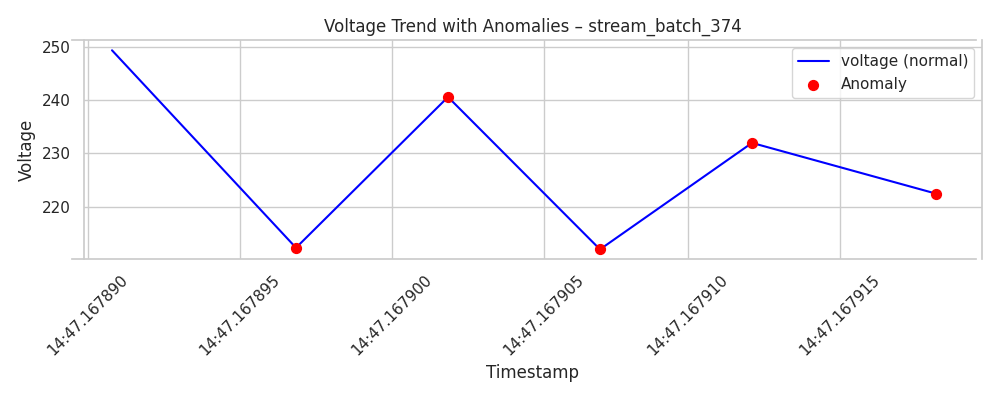 Voltage Trend with Anomalies – stream_batch_374
voltage (normal)
Anomaly
Voltage
250
240
230
220
14:47.167890
14:47.167895
14:47.167900
14:47.167905
14:47.167910
14:47.167915
Timestamp